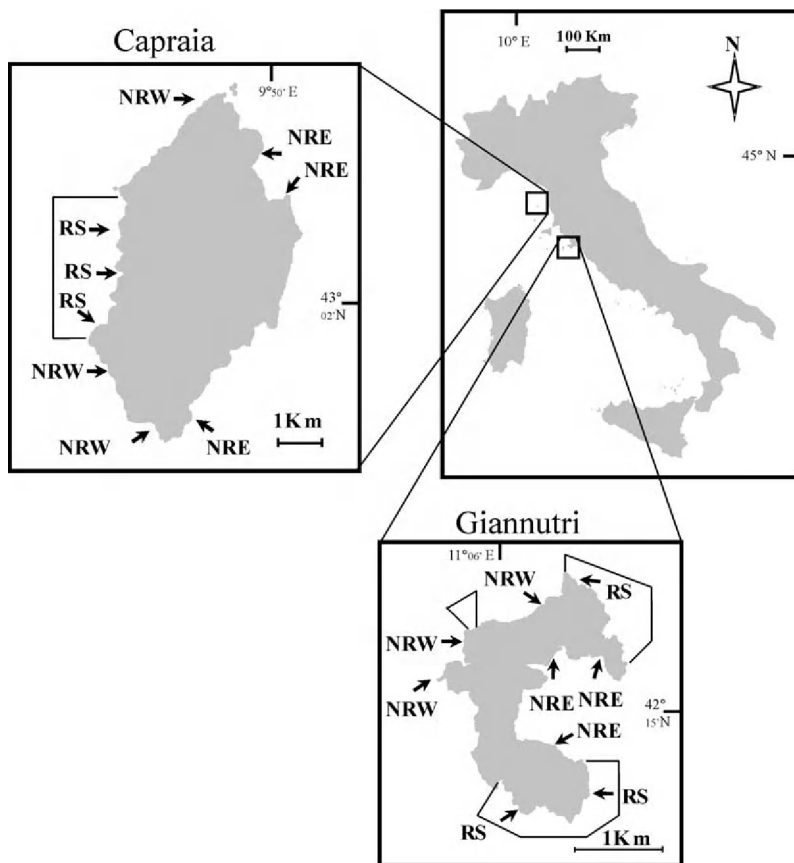 Capraia
9°50' E
NRW
NRE
NRE
RS
RS
RS
43°
02'N
NRW
NRW
NRE
1Km
10° E
100 Km
N
45° N
Giannutri
11°06' E
NRW
RS
NRW
NRW
NRE
NRE
42°
15'N
NRE
RS
RS
1Km